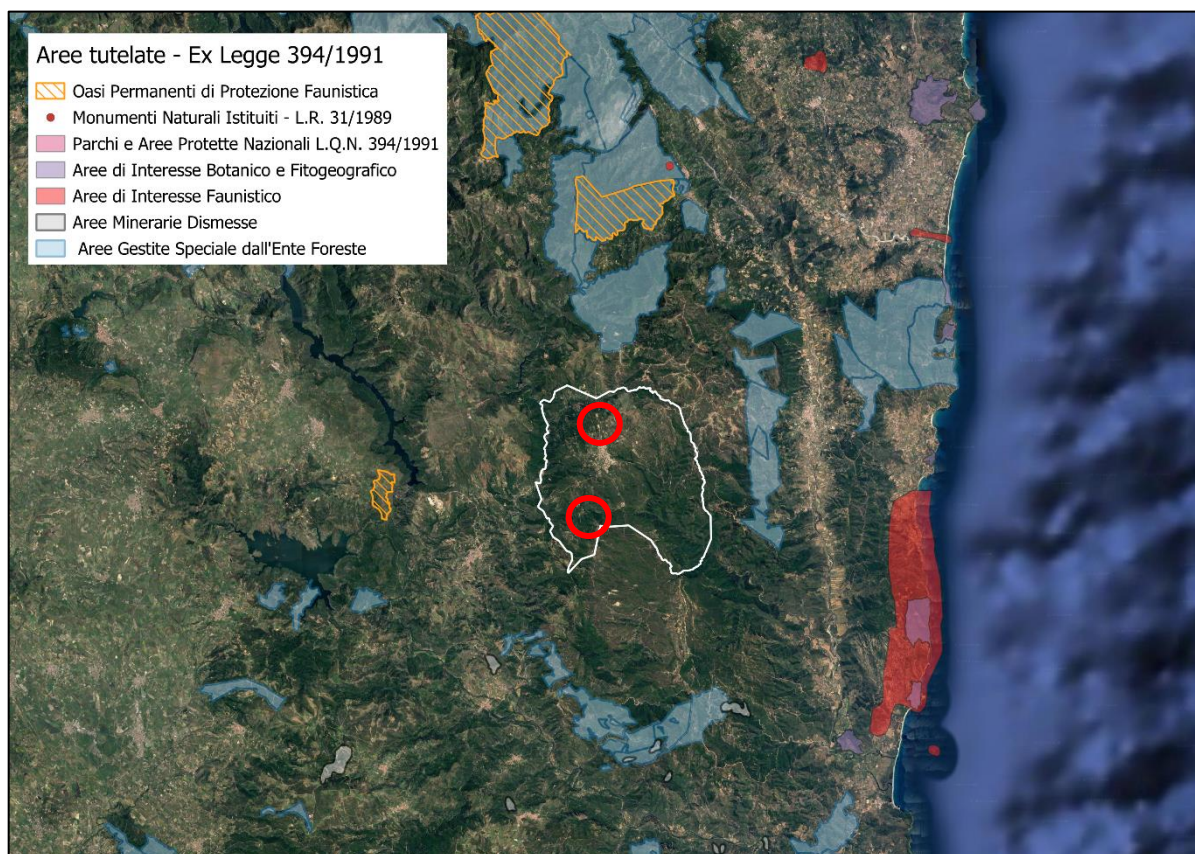 Aree tutelate - Ex Legge 394/1991
Oasi Permanenti di Protezione Faunistica
Monumenti Naturali Istituiti - L.R. 31/1989
Parchi e Aree Protette Nazionali L.Q.N. 394/1991
Aree di Interesse Botanico e Fitogeografico
Aree di Interesse Faunistico
Aree Minerarie Dismesse
Aree Gestite Speciale dall'Ente Foreste